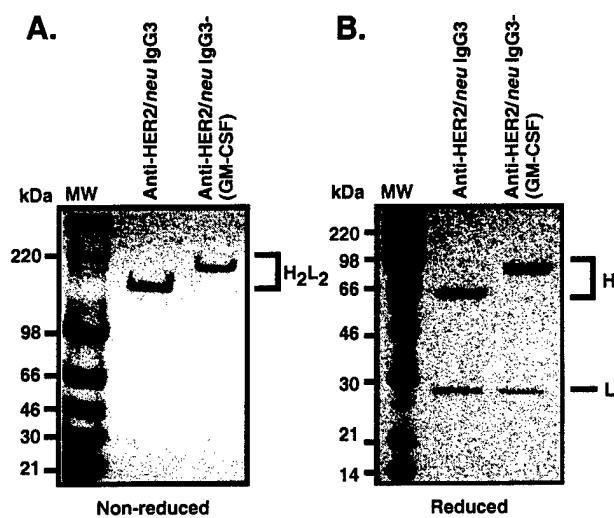 A.
Anti-HER2/neu IgG3
Anti-HER2/neu IgG3-
(GM-CSF)
kDa
MW
220
98
66
46
30
21
H2L2
Non-reduced
B.
Anti-HER2/neu IgG3
Anti-HER2/neu IgG3-
(GM-CSF)
kDa
MW
220
98
66
46
30
21
14
H
L
Reduced